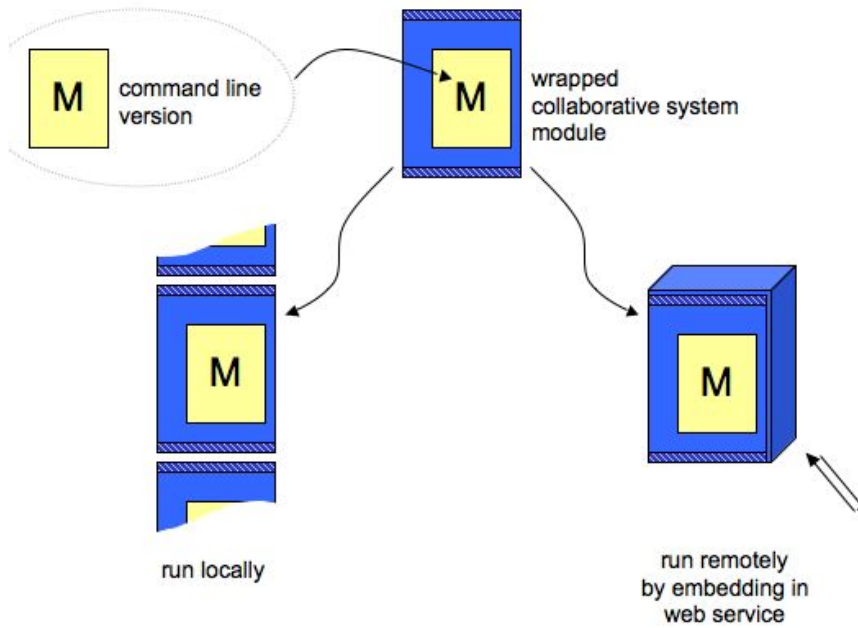 M
command line
version
M
wrapped
collaborative system
module
M
run locally
M
run remotely
by embedding in
web service